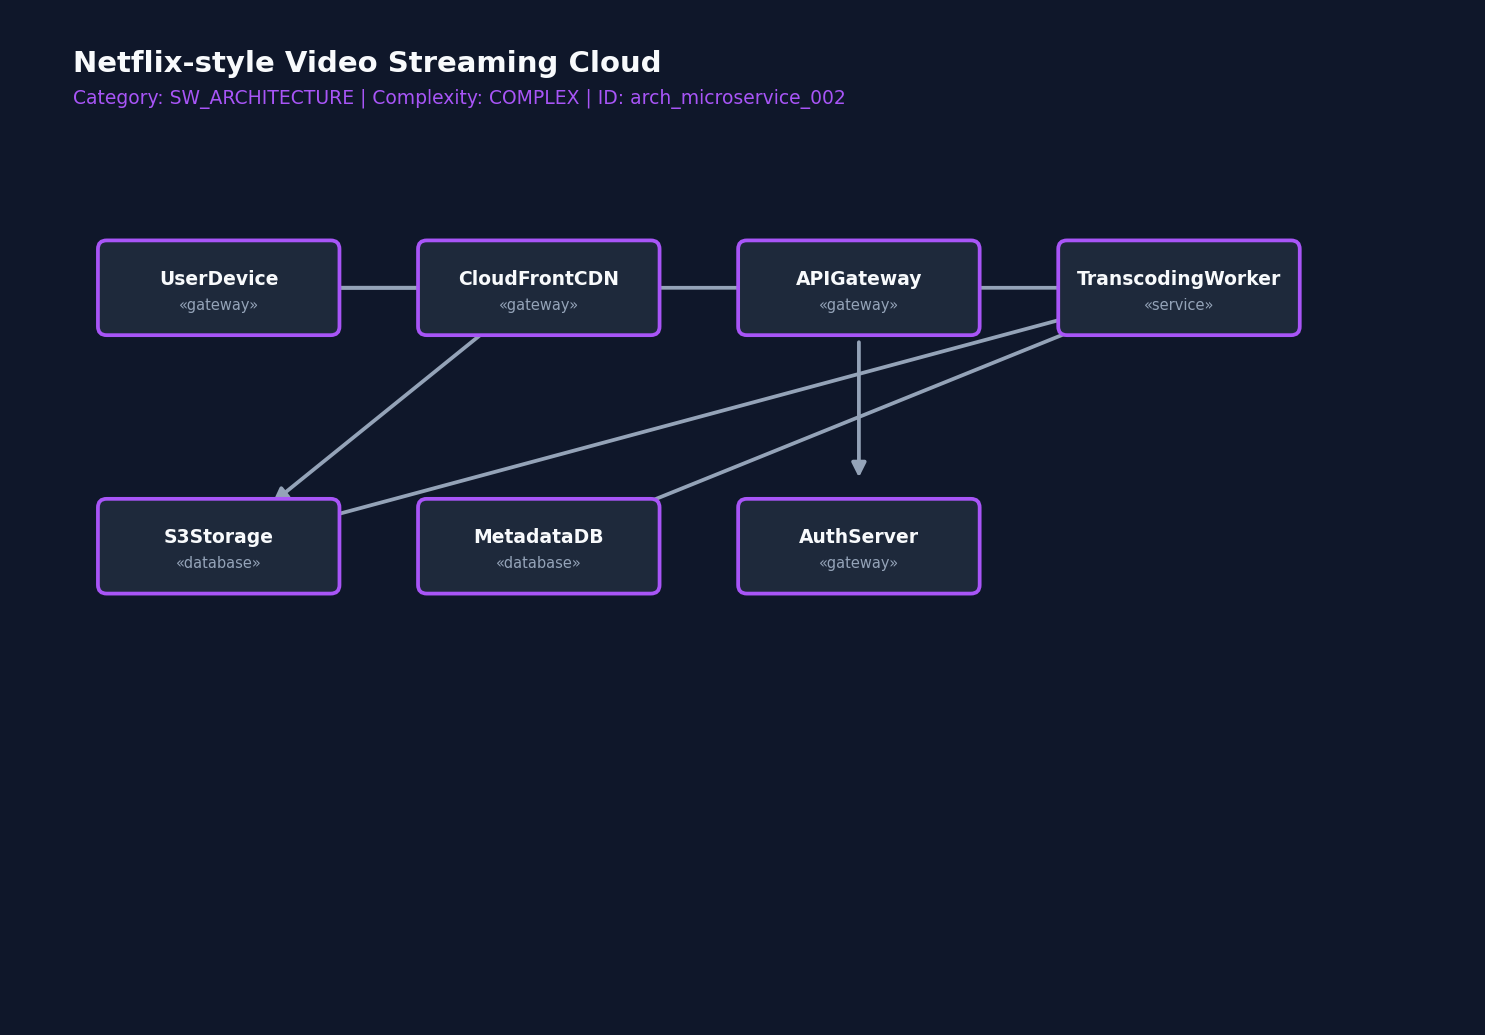 Netflix-style Video Streaming Cloud
Category: SW_ARCHITECTURE | Complexity: COMPLEX | ID: arch_microservice_002
UserDevice
«gateway»
CloudFrontCDN
«gateway»
APIGateway
«gateway»
TranscodingWorker
«service»
S3Storage
«database»
MetadataDB
«database»
AuthServer
«gateway»